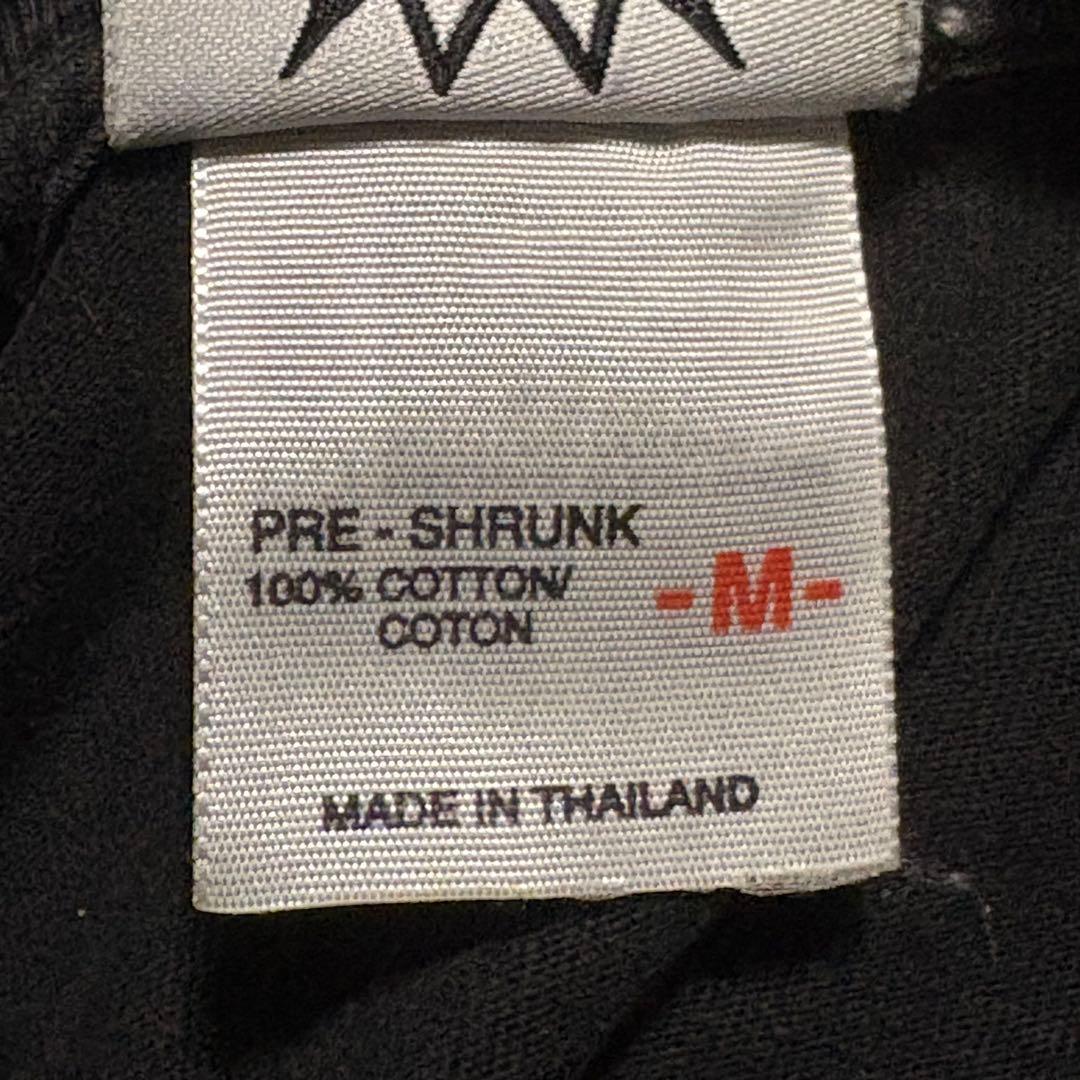 PRE - SHRUNK
100% COTTON/
COTON
-M-
MADE IN THAILAND